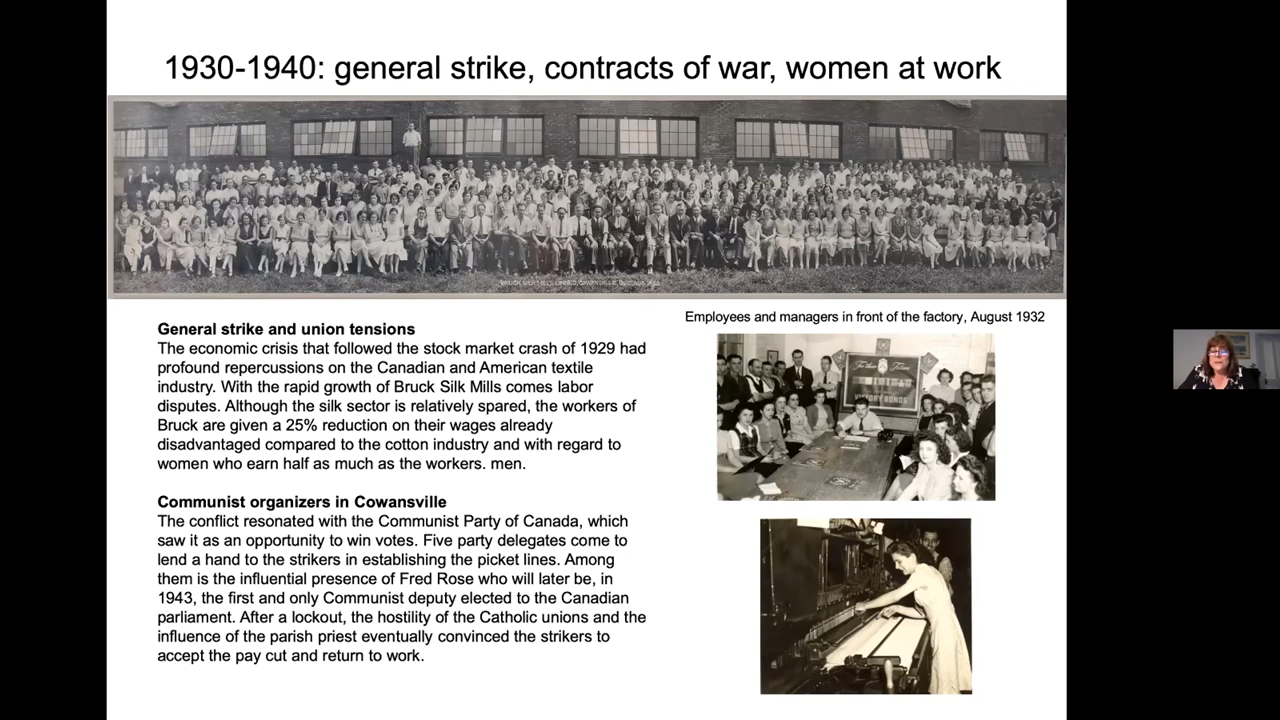 1930-1940: general strike, contracts of war, women at work
Employees and managers in front of the factory, August 1932
General strike and union tensions
The economic crisis that followed the stock market crash of 1929 had
profound repercussions on the Canadian and American textile
industry. With the rapid growth of Bruck Silk Mills comes labor
disputes. Although the silk sector is relatively spared, the workers of
Bruck are given a 25% reduction on their wages already
disadvantaged compared to the cotton industry and with regard to
women who earn half as much as the workers. men.
Communist organizers in Cowansville
The conflict resonated with the Communist Party of Canada, which
saw it as an opportunity to win votes. Five party delegates come to
lend a hand to the strikers in establishing the picket lines. Among
them is the influential presence of Fred Rose who will later be, in
1943, the first and only Communist deputy elected to the Canadian
parliament. After a lockout, the hostility of the Catholic unions and the
influence of the parish priest eventually convinced the strikers to
accept the pay cut and return to work.
VICTORY BONDS